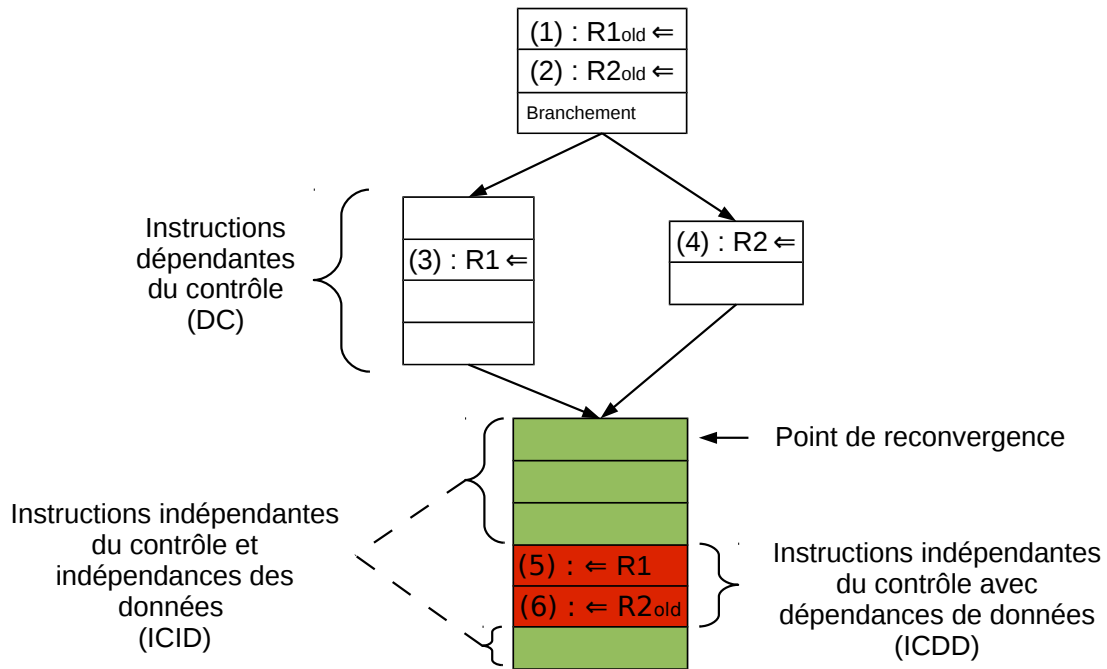 (1) : R1old ⇐
(2) : R2old ⇐
Branchement
Instructions
dépendantes
du contrôle
(DC)
(3) : R1 ⇐
(4) : R2 ⇐
Point de reconvergence
Instructions indépendantes
du contrôle et
indépendances des
données
(ICID)
(5) : ⇐ R1
(6) : ⇐ R2old
Instructions indépendantes
du contrôle avec
dépendances de données
(ICDD)